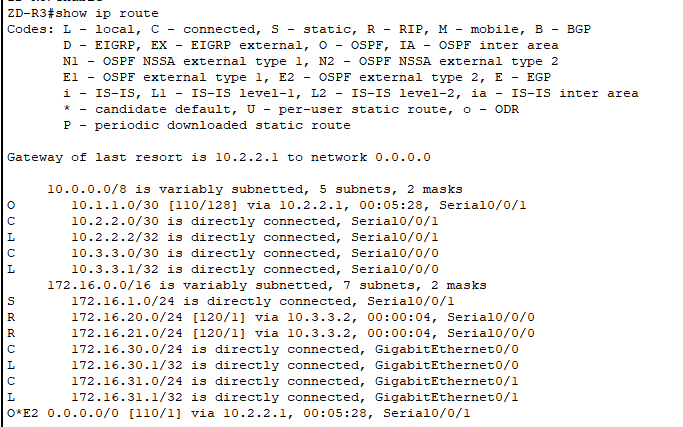 ZD-R3#show ip route
Codes: L - local, C - connected, S - static, R - RIP, M - mobile, B - BGP
       D - EIGRP, EX - EIGRP external, O - OSPF, IA - OSPF inter area
       N1 - OSPF NSSA external type 1, N2 - OSPF NSSA external type 2
       E1 - OSPF external type 1, E2 - OSPF external type 2, E - EGP
       i - IS-IS, L1 - IS-IS level-1, L2 - IS-IS level-2, ia - IS-IS inter area
       * - candidate default, U - per-user static route, o - ODR
       P - periodic downloaded static route
Gateway of last resort is 10.2.2.1 to network 0.0.0.0
     10.0.0.0/8 is variably subnetted, 5 subnets, 2 masks
O       10.1.1.0/30 [110/128] via 10.2.2.1, 00:05:28, Serial0/0/1
C       10.2.2.0/30 is directly connected, Serial0/0/1
L       10.2.2.2/32 is directly connected, Serial0/0/1
C       10.3.3.0/30 is directly connected, Serial0/0/0
L       10.3.3.1/32 is directly connected, Serial0/0/0
     172.16.0.0/16 is variably subnetted, 7 subnets, 2 masks
S       172.16.1.0/24 is directly connected, Serial0/0/1
R       172.16.20.0/24 [120/1] via 10.3.3.2, 00:00:04, Serial0/0/0
R       172.16.21.0/24 [120/1] via 10.3.3.2, 00:00:04, Serial0/0/0
C       172.16.30.0/24 is directly connected, GigabitEthernet0/0
L       172.16.30.1/32 is directly connected, GigabitEthernet0/0
C       172.16.31.0/24 is directly connected, GigabitEthernet0/1
L       172.16.31.1/32 is directly connected, GigabitEthernet0/1
O*E2 0.0.0.0/0 [110/1] via 10.2.2.1, 00:05:28, Serial0/0/1